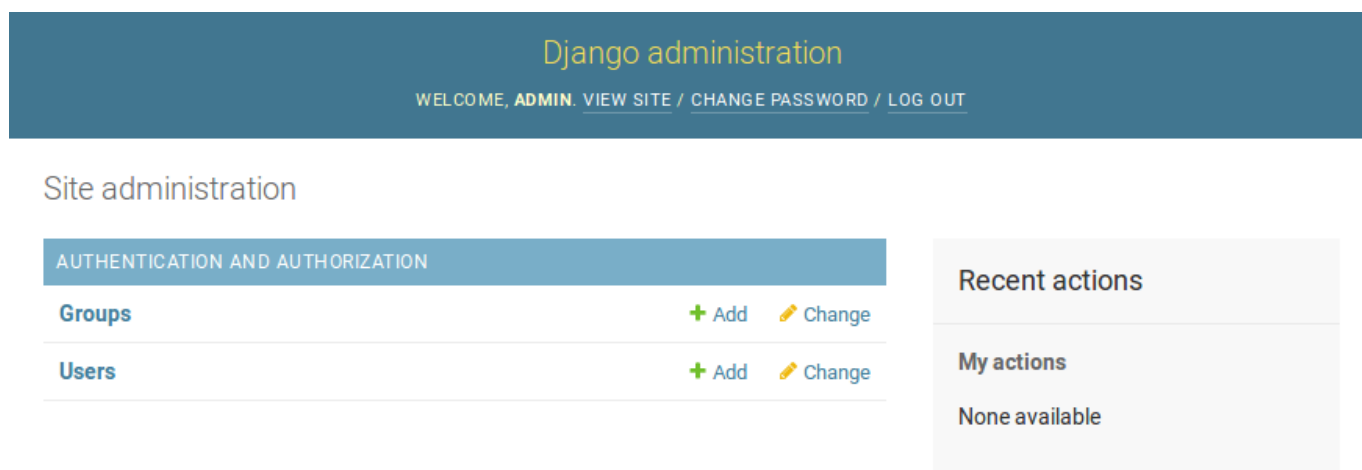 Django administration
WELCOME, ADMIN. VIEW SITE / CHANGE PASSWORD / LOG OUT
Site administration
AUTHENTICATION AND AUTHORIZATION
Groups Add Change
Users Add Change
Recent actions
My actions
None available